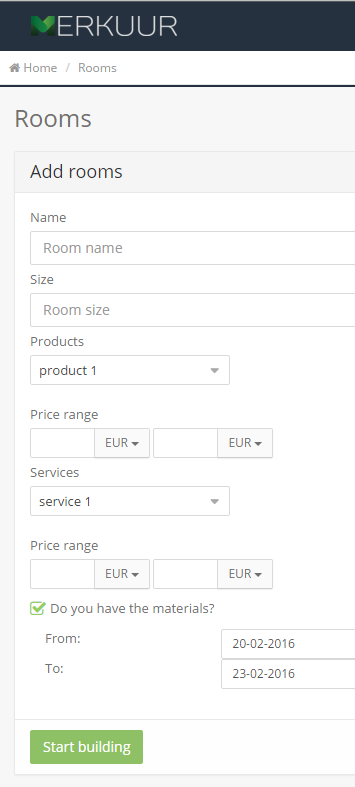 MERKUUR
Home / Rooms
Rooms
Add rooms
Name
Room name
Size
Room size
Products
product 1
Price range
EUR EUR
Services
service 1
Price range
EUR EUR
Do you have the materials?
From: 20-02-2016
To: 23-02-2016
Start building